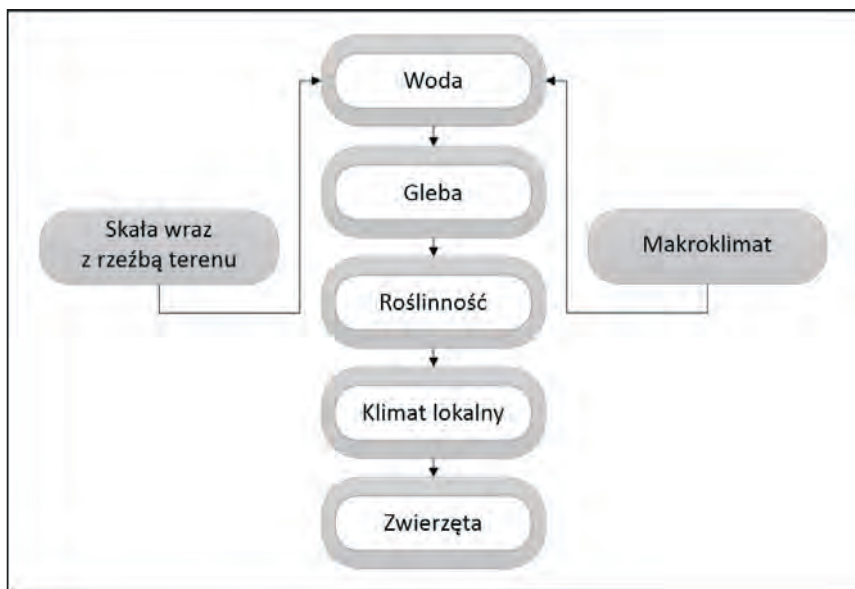 Woda
Gleba
Skała wraz
z rzeźbą terenu
Makroklimat
Roślinność
Klimat lokalny
Zwierzęta